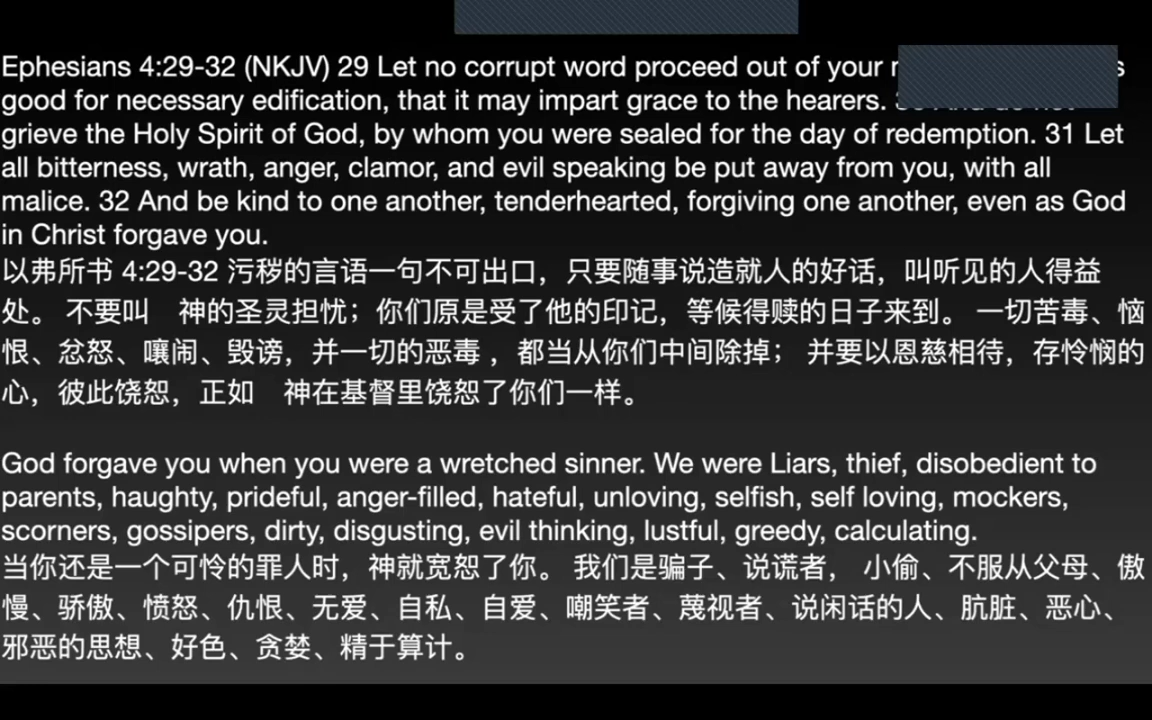 Ephesians 4:29-32 (NKJV) 29 Let no corrupt word proceed out of your
good for necessary edification, that it may impart grace to the hearers.
grieve the Holy Spirit of God, by whom you were sealed for the day of redemption. 31 Let
all bitterness, wrath, anger, clamor, and evil speaking be put away from you, with all
malice. 32 And be kind to one another, tenderhearted, forgiving one another, even as God
in Christ forgave you.
以弗所书 4:29-32 污秽的言语一句不可出口，只要随事说造就人的好话，叫听见的人得益
处。 不要叫　神的圣灵担忧；你们原是受了他的印记，等候得赎的日子来到。 一切苦毒、恼
恨、忿怒、嚷闹、毁谤，并一切的恶毒 ，都当从你们中间除掉； 并要以恩慈相待，存怜悯的
心，彼此饶恕，正如　神在基督里饶恕了你们一样。
God forgave you when you were a wretched sinner. We were Liars, thief, disobedient to
parents, haughty, prideful, anger-filled, hateful, unloving, selfish, self loving, mockers,
scorners, gossipers, dirty, disgusting, evil thinking, lustful, greedy, calculating.
当你还是一个可怜的罪人时，神就宽恕了你。 我们是骗子、说谎者， 小偷、不服从父母、傲
慢、骄傲、愤怒、仇恨、无爱、自私、自爱、嘲笑者、蔑视者、说闲话的人、肮脏、恶心、
邪恶的思想、好色、贪婪、精于算计。